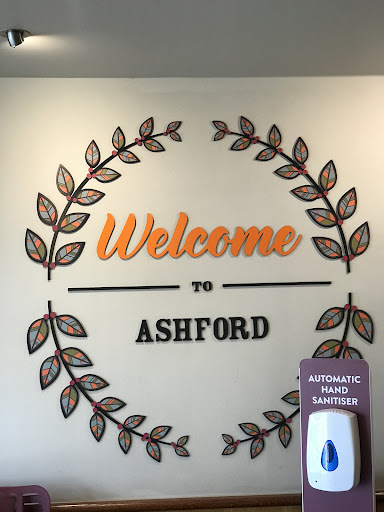 Welcome
TO
ASHFORD
AUTOMATIC
HAND
SANITISER